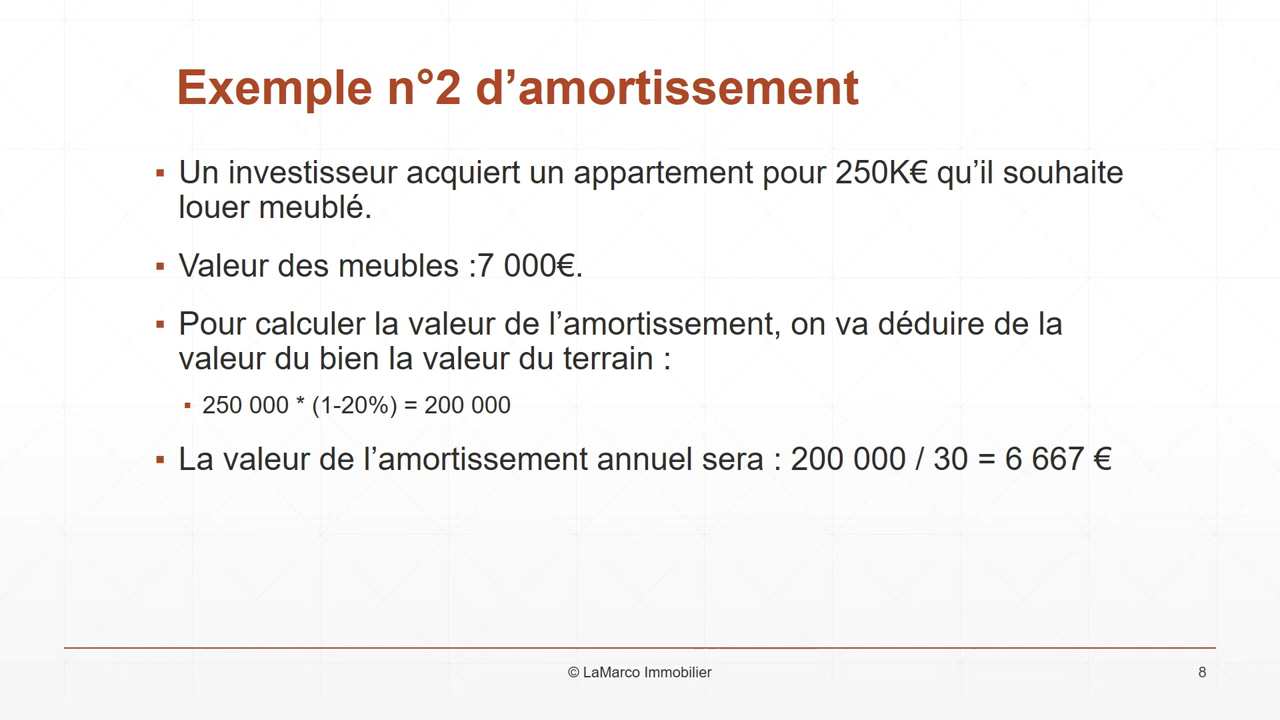 Exemple n°2 d’amortissement
▪ Un investisseur acquiert un appartement pour 250K€ qu’il souhaite
louer meublé.
▪ Valeur des meubles :7 000€.
▪ Pour calculer la valeur de l’amortissement, on va déduire de la
valeur du bien la valeur du terrain :
▪ 250 000 * (1-20%) = 200 000
▪ La valeur de l’amortissement annuel sera : 200 000 / 30 = 6 667 €
© LaMarco Immobilier
8